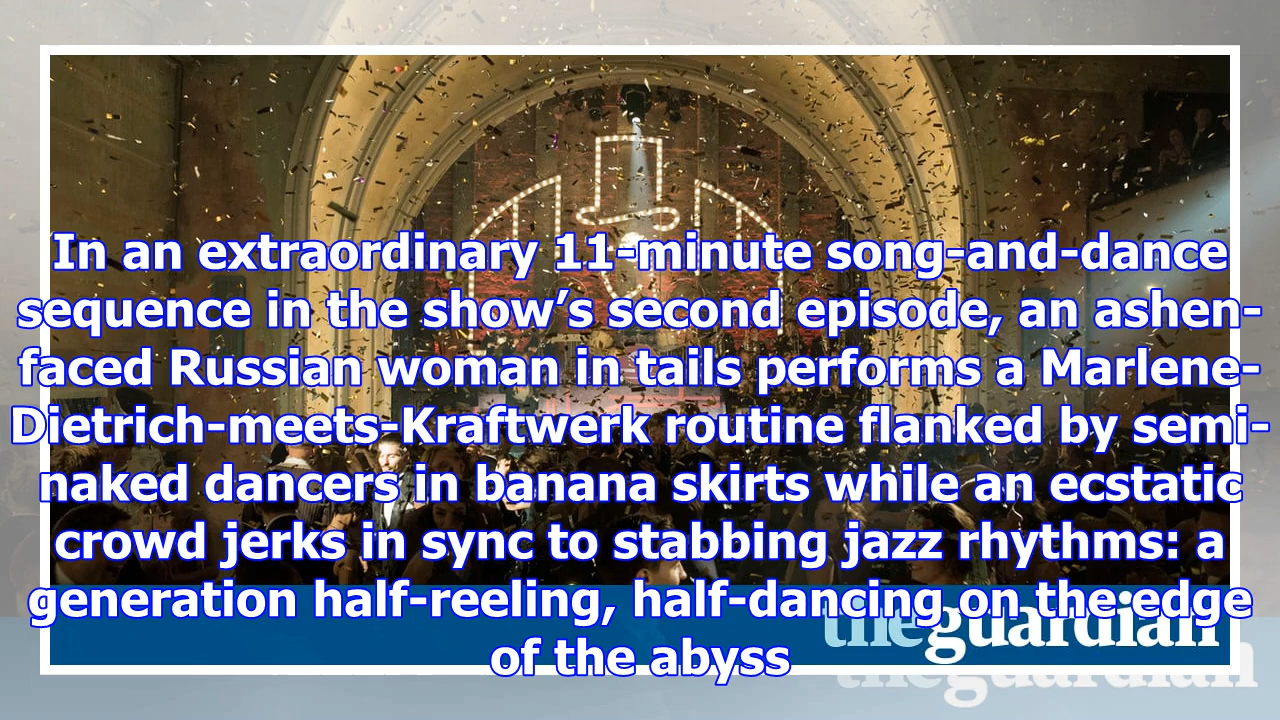 In an extraordinary 11-minute song-and-dance
sequence in the show’s second episode, an ashen-
faced Russian woman in tails performs a Marlene-
Dietrich-meets-Kraftwerk routine flanked by semi-
naked dancers in banana skirts while an ecstatic
crowd jerks in sync to stabbing jazz rhythms: a
generation half-reeling, half-dancing on the edge
of the abyss
theguardian
theguardian